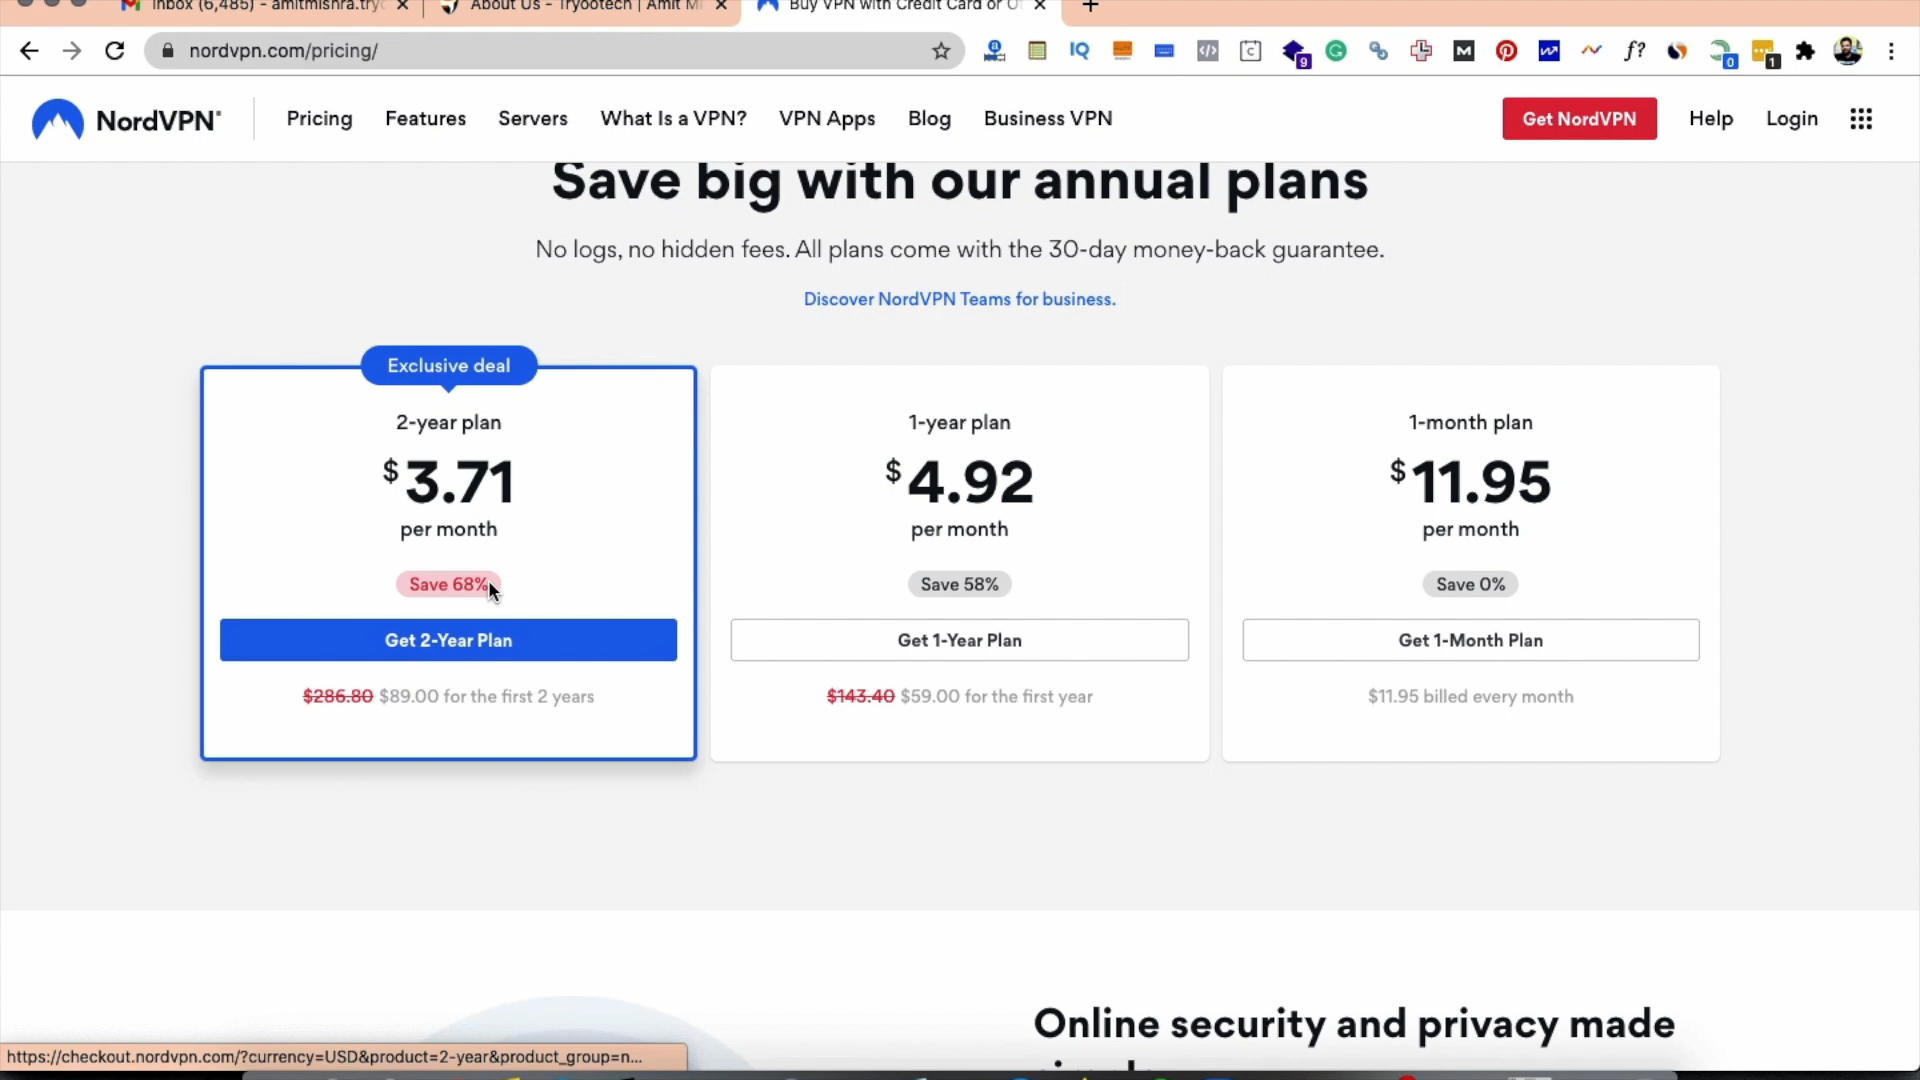 Inbox (6,485) - amitmishra.tryo
About Us - Tryootech | Amit Mi
Buy VPN with Credit Card or Ot
nordvpn.com/pricing/
IQ
C
9
G
M
f?
0
1
NordVPN®
Pricing
Features
Servers
What Is a VPN?
VPN Apps
Blog
Business VPN
Get NordVPN
Help
Login
Save big with our annual plans
No logs, no hidden fees. All plans come with the 30-day money-back guarantee.
Discover NordVPN Teams for business.
Exclusive deal
2-year plan
$3.71
per month
Save 68%
Get 2-Year Plan
$286.80 $89.00 for the first 2 years
1-year plan
$4.92
per month
Save 58%
Get 1-Year Plan
$143.40 $59.00 for the first year
1-month plan
$11.95
per month
Save 0%
Get 1-Month Plan
$11.95 billed every month
Online security and privacy made
https://checkout.nordvpn.com/?currency=USD&product=2-year&product_group=n...